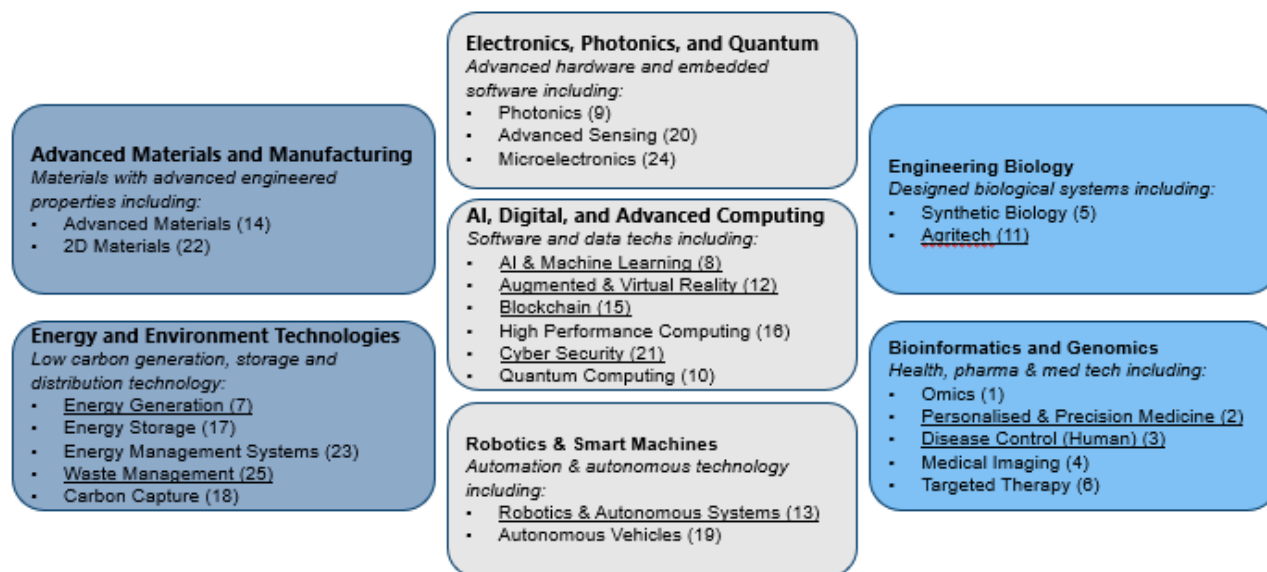 Advanced Materials and Manufacturing
Materials with advanced engineered
properties including:
• Advanced Materials (14)
• 2D Materials (22)
Energy and Environment Technologies
Low carbon generation, storage and
distribution technology:
• Energy Generation (7)
• Energy Storage (17)
• Energy Management Systems (23)
• Waste Management (25)
• Carbon Capture (18)
Electronics, Photonics, and Quantum
Advanced hardware and embedded
software including:
• Photonics (9)
• Advanced Sensing (20)
• Microelectronics (24)
AI, Digital, and Advanced Computing
Software and data techs including:
• AI & Machine Learning (8)
• Augmented & Virtual Reality (12)
• Blockchain (15)
• High Performance Computing (16)
• Cyber Security (21)
• Quantum Computing (10)
Robotics & Smart Machines
Automation & autonomous technology
including:
• Robotics & Autonomous Systems (13)
• Autonomous Vehicles (19)
Engineering Biology
Designed biological systems including:
• Synthetic Biology (5)
• Agritech (11)
Bioinformatics and Genomics
Health, pharma & med tech including:
• Omics (1)
• Personalised & Precision Medicine (2)
• Disease Control (Human) (3)
• Medical Imaging (4)
• Targeted Therapy (6)